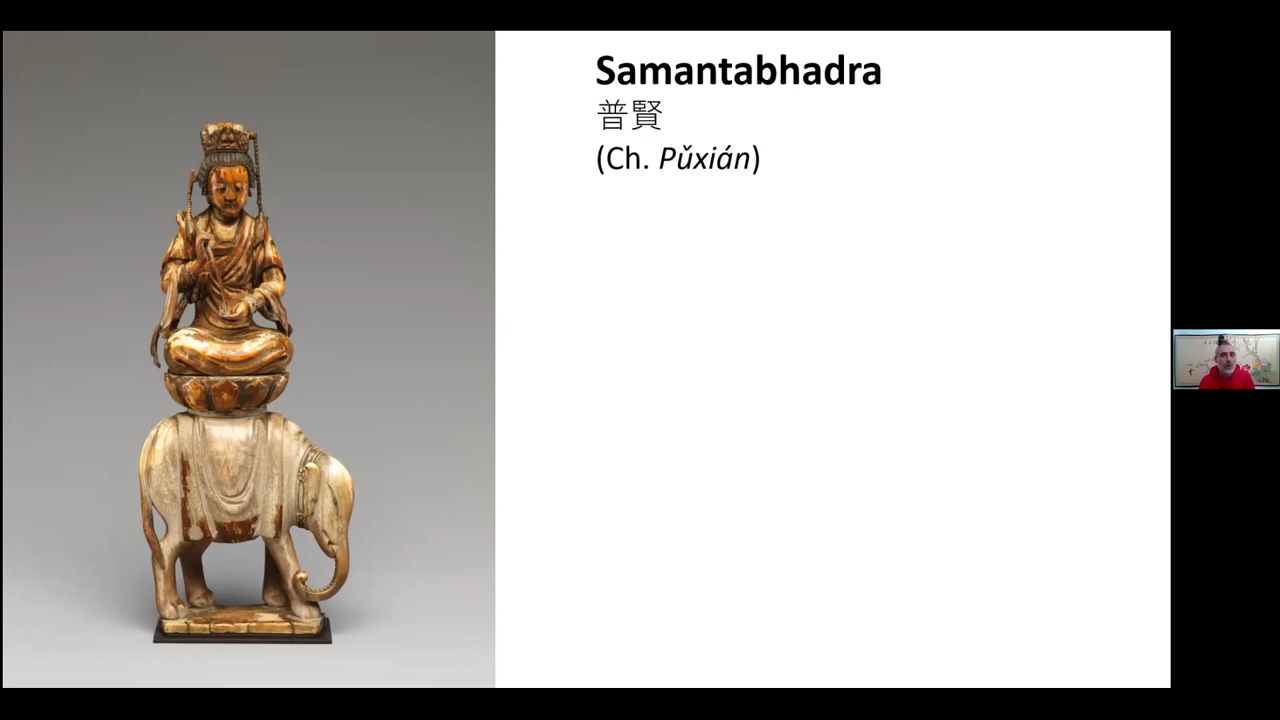 Samantabhadra
普賢
(Ch. Pǔxián)